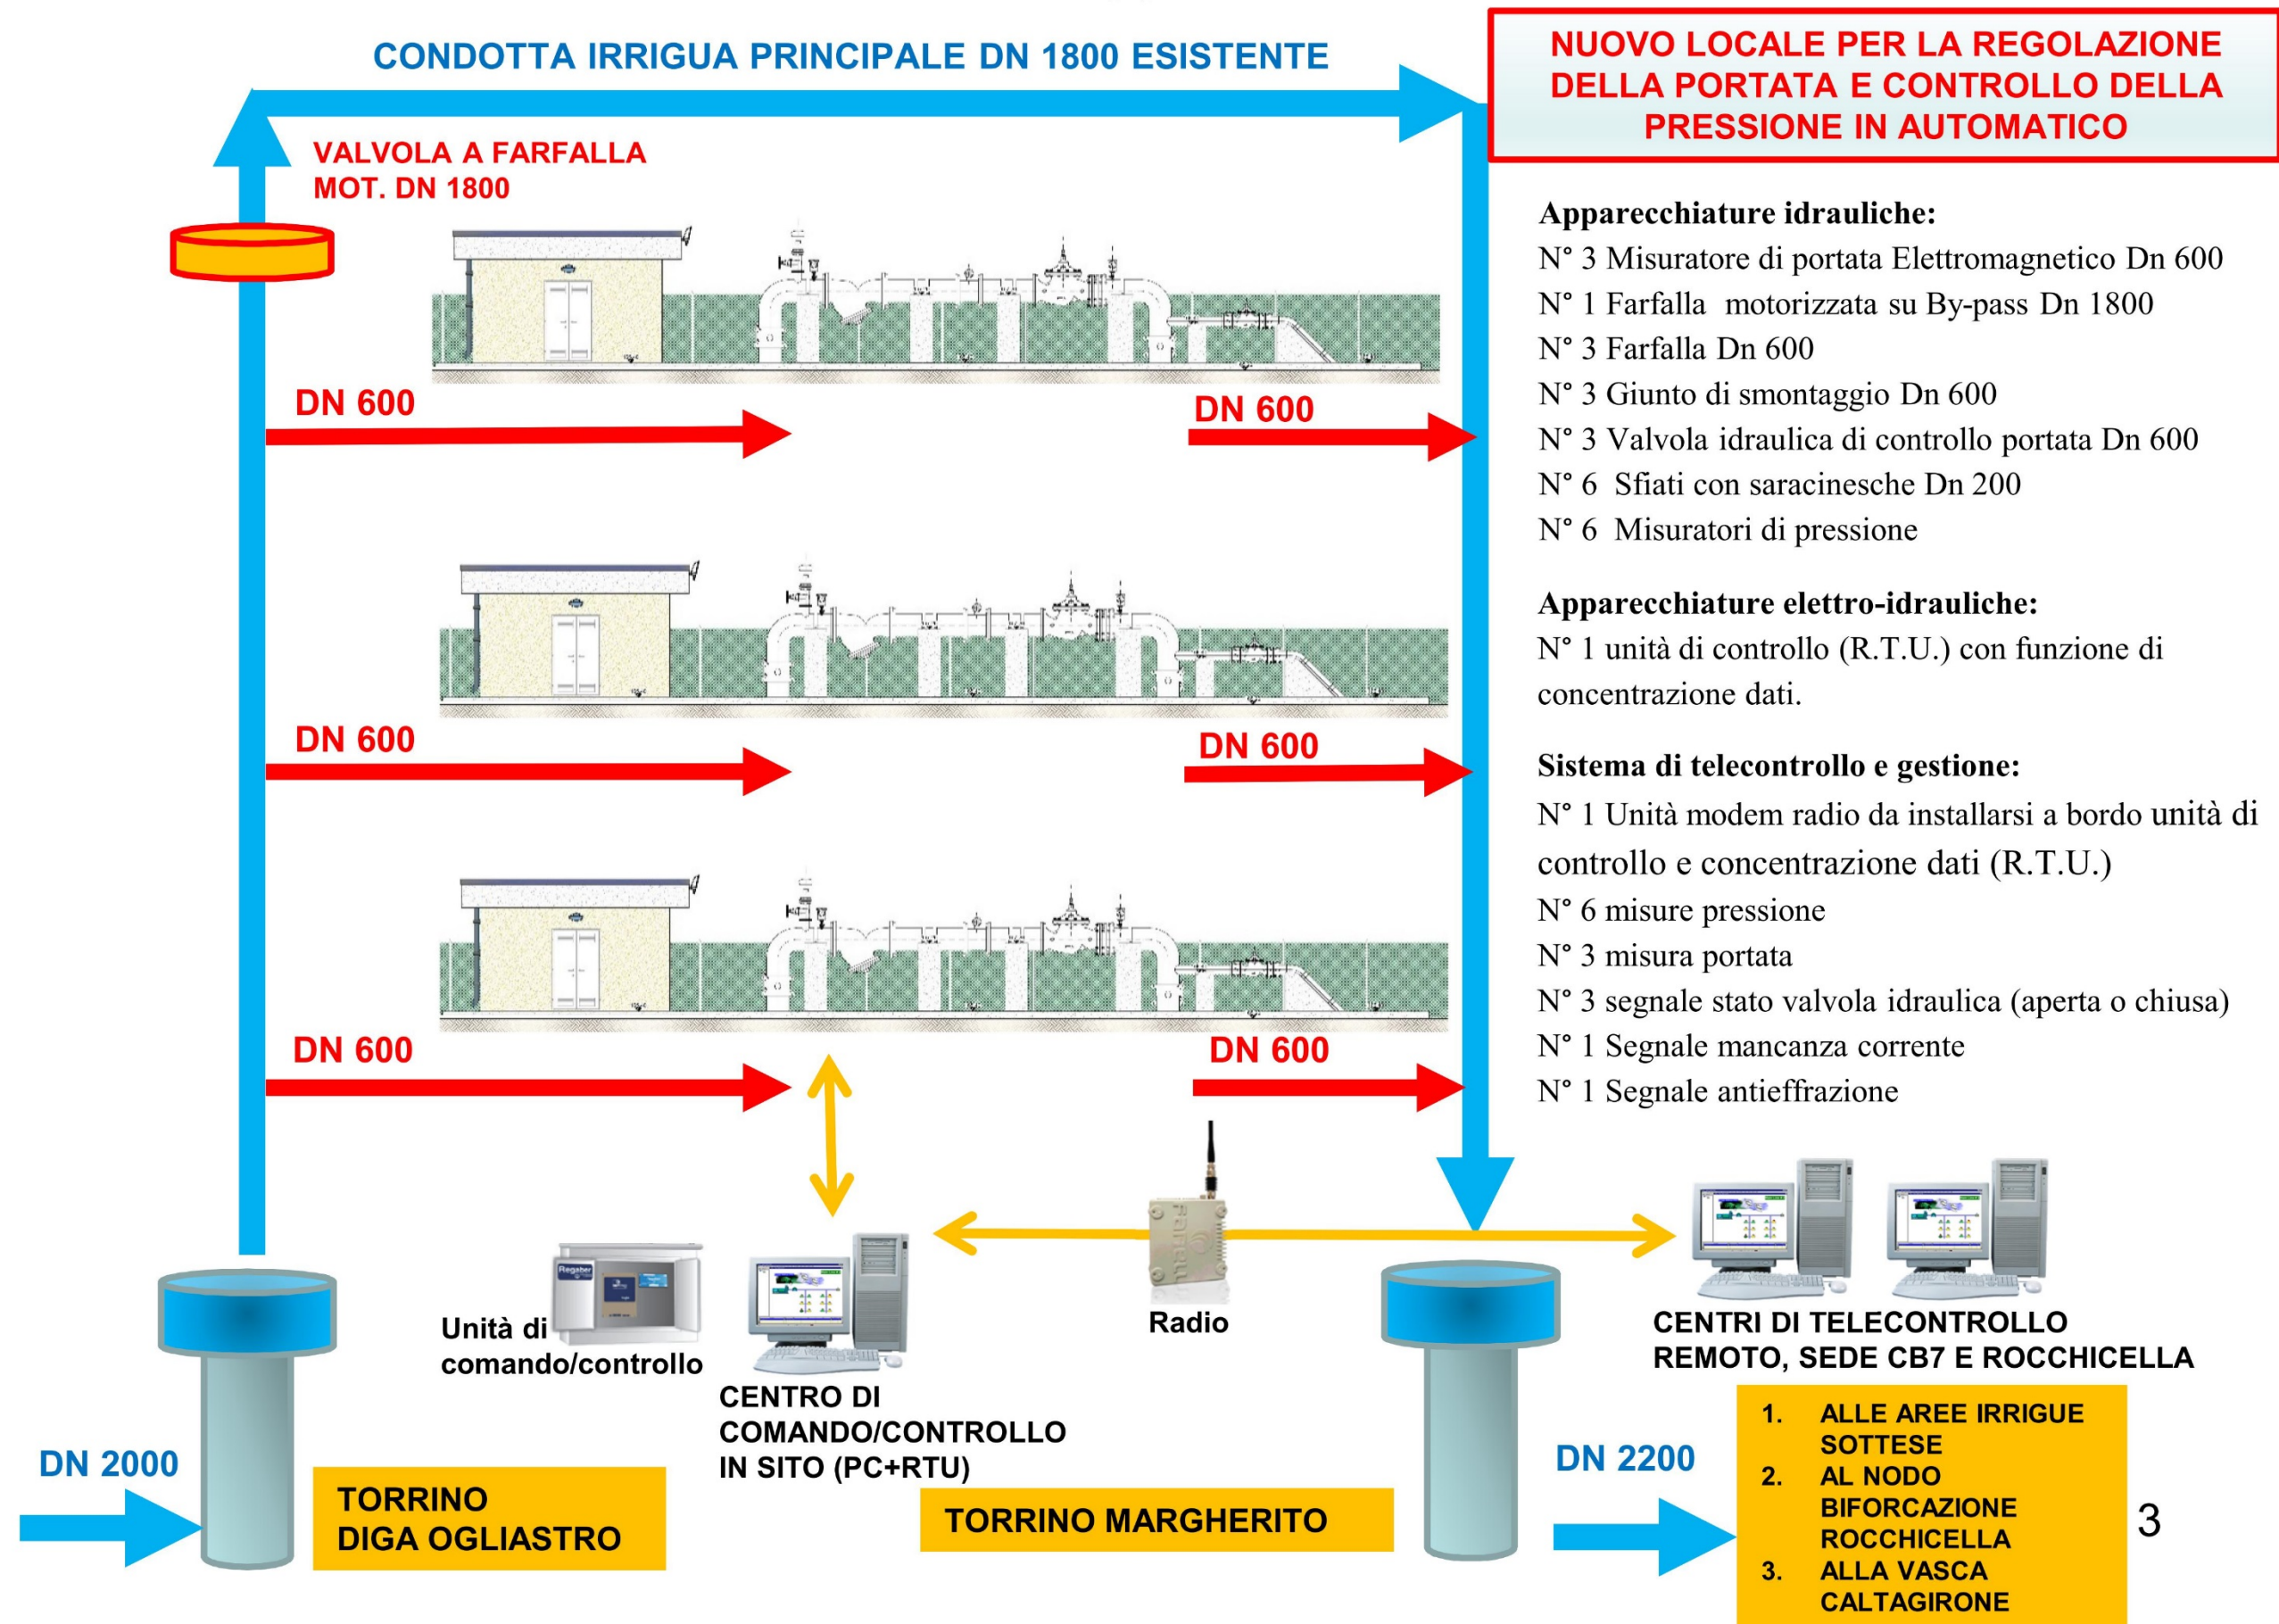 CONDOTTA IRRIGUA PRINCIPALE DN 1800 ESISTENTE
NUOVO LOCALE PER LA REGOLAZIONE
DELLA PORTATA E CONTROLLO DELLA
PRESSIONE IN AUTOMATICO
VALVOLA A FARFALLA
MOT. DN 1800
DN 600
DN 600
DN 600
DN 600
DN 600
DN 600
Apparecchiature idrauliche:
N° 3 Misuratore di portata Elettromagnetico Dn 600
N° 1 Farfalla motorizzata su By-pass Dn 1800
N° 3 Farfalla Dn 600
N° 3 Giunto di smontaggio Dn 600
N° 3 Valvola idraulica di controllo portata Dn 600
N° 6 Sfiati con saracinesche Dn 200
N° 6 Misuratori di pressione
Apparecchiature elettro-idrauliche:
N° 1 unità di controllo (R.T.U.) con funzione di
concentrazione dati.
Sistema di telecontrollo e gestione:
N° 1 Unità modem radio da installarsi a bordo unità di
controllo e concentrazione dati (R.T.U.)
N° 6 misure pressione
N° 3 misura portata
N° 3 segnale stato valvola idraulica (aperta o chiusa)
N° 1 Segnale mancanza corrente
N° 1 Segnale antieffrazione
Regaber
Unità di
comando/controllo
CENTRO DI
COMANDO/CONTROLLO
IN SITO (PC+RTU)
Radio
CENTRI DI TELECONTROLLO
REMOTO, SEDE CB7 E ROCCHICELLA
DN 2000
TORRINO
DIGA OGLIASTRO
TORRINO MARGHERITO
DN 2200
1. ALLE AREE IRRIGUE
SOTTESE
2. AL NODO
BIFORCAZIONE
ROCCHICELLA
3. ALLA VASCA
CALTAGIRONE
3